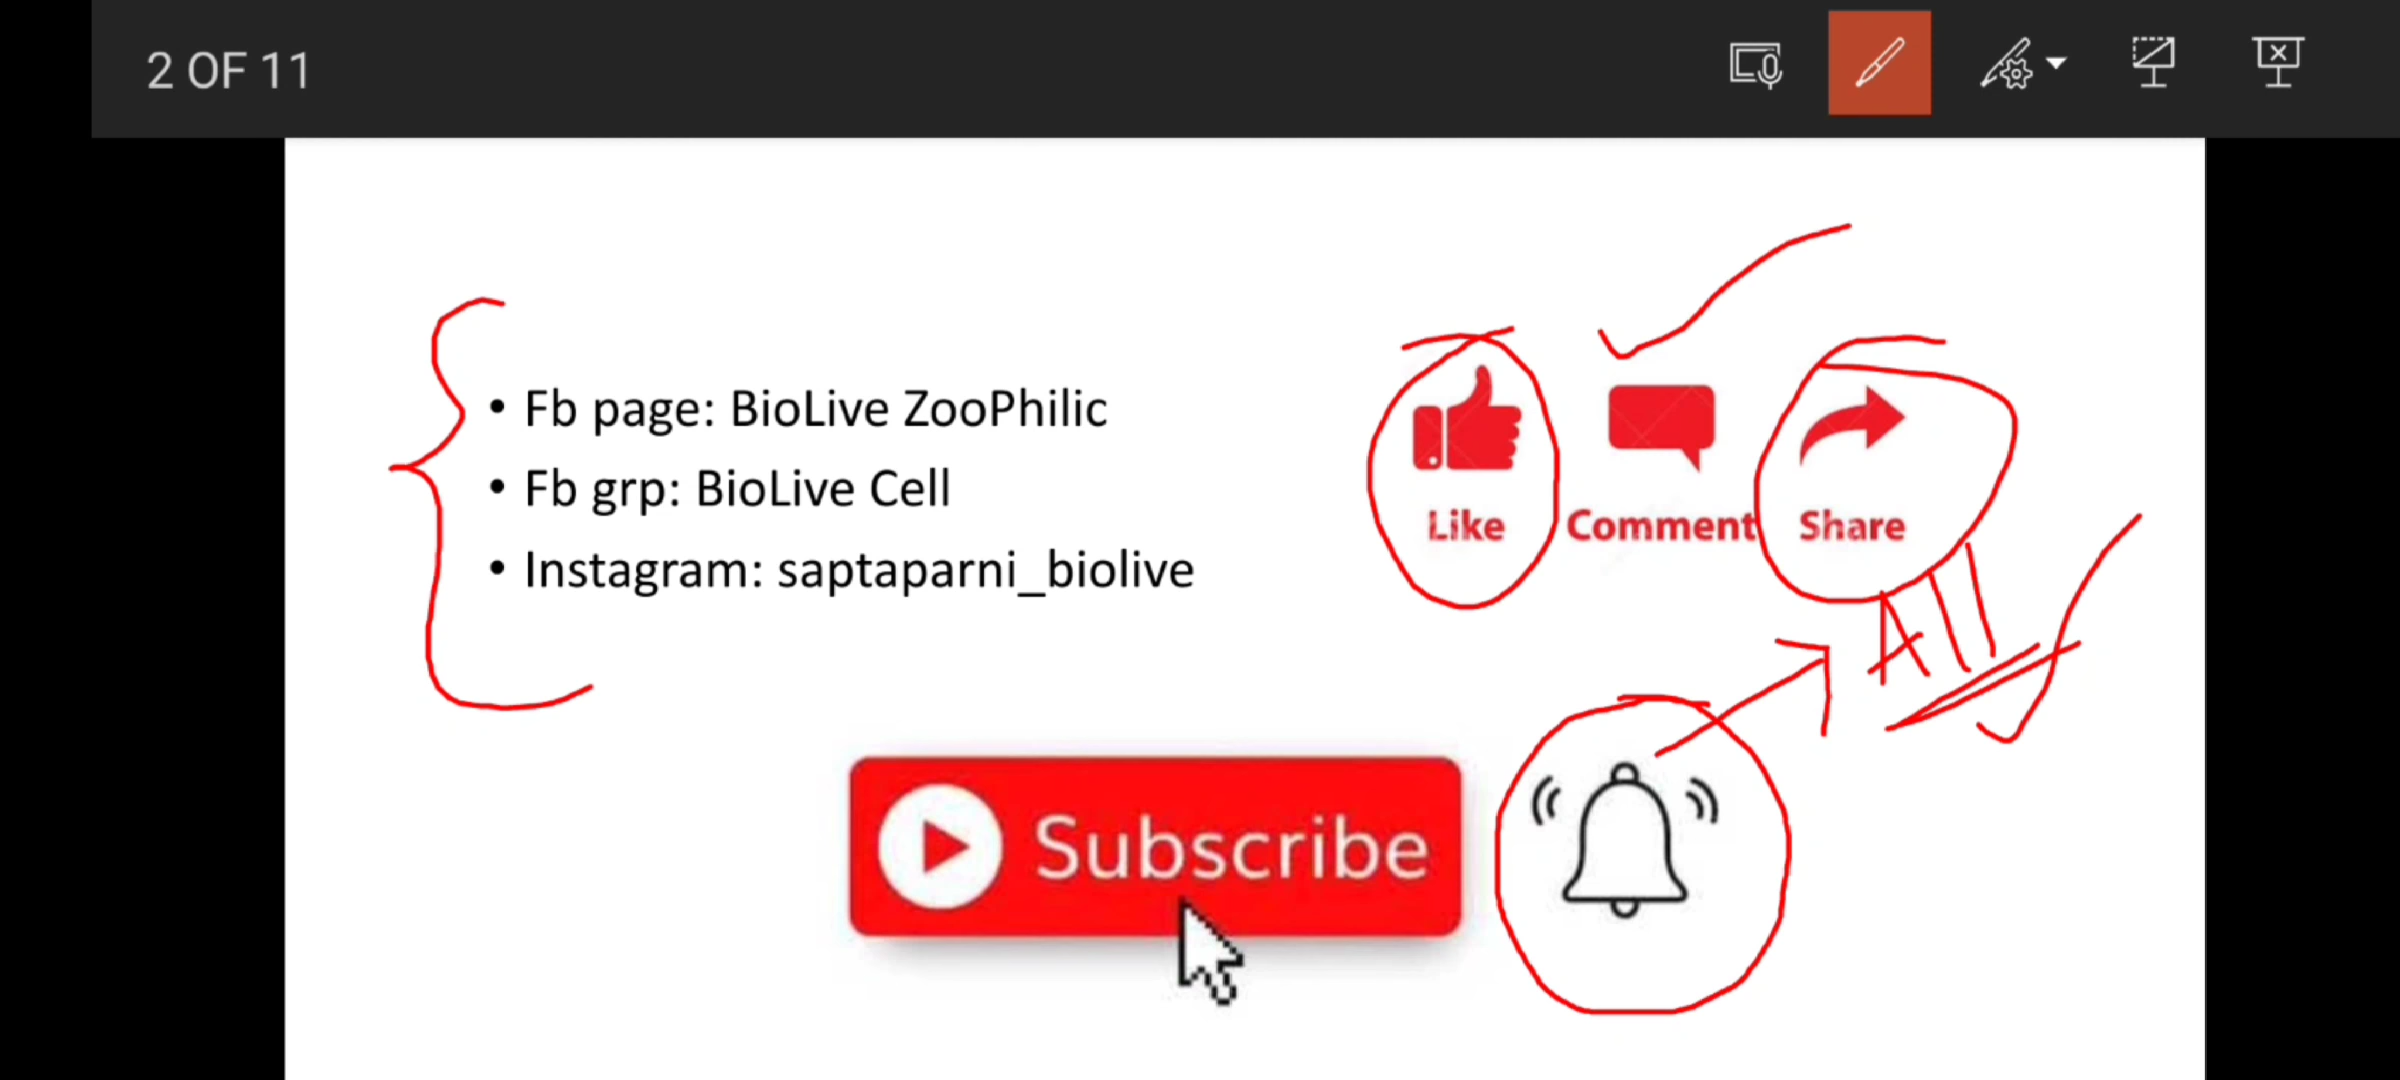 2 OF 11
• Fb page: BioLive ZooPhilic
• Fb grp: BioLive Cell
• Instagram: saptaparni_biolive
Like Comment Share
All
Subscribe